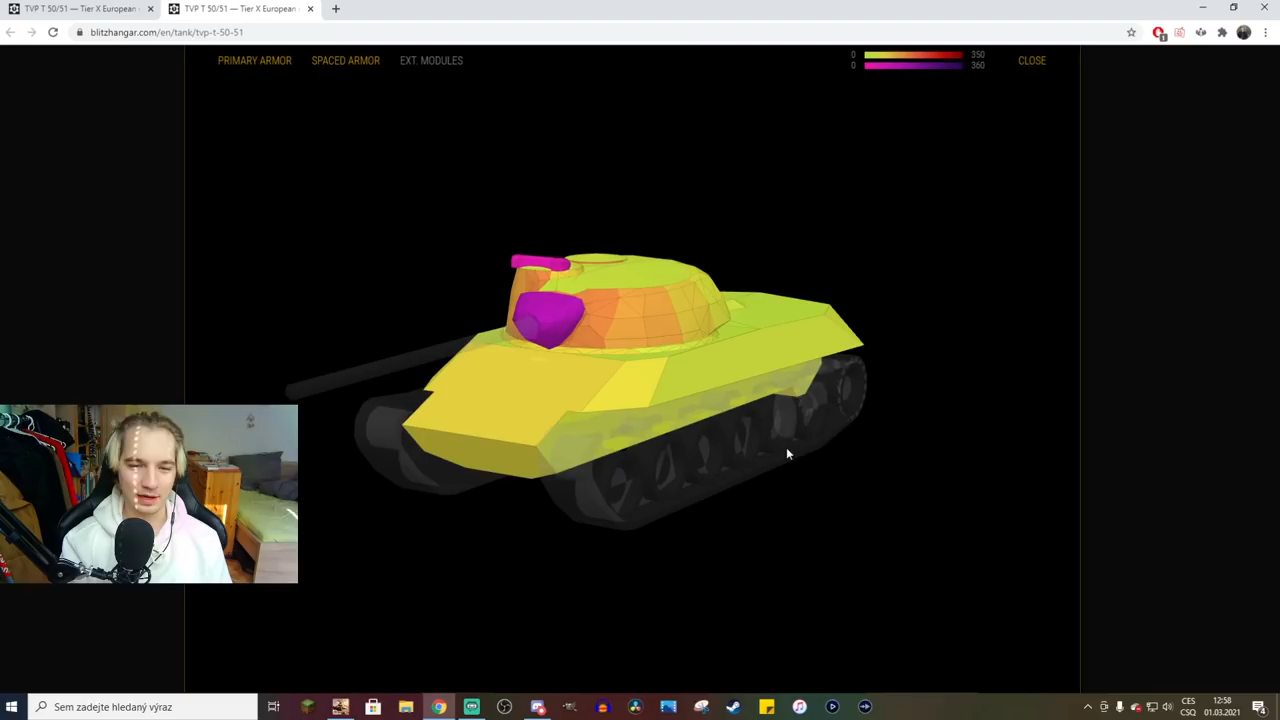 TVP T 50/51 — Tier X European
TVP T 50/51 — Tier X European
blitzhangar.com/en/tank/tvp-t-50-51
PRIMARY ARMOR SPACED ARMOR EXT. MODULES 0 350 CLOSE
0 360
Sem zadejte hledaný výraz
CES 12:58
CSQ 01.03.2021